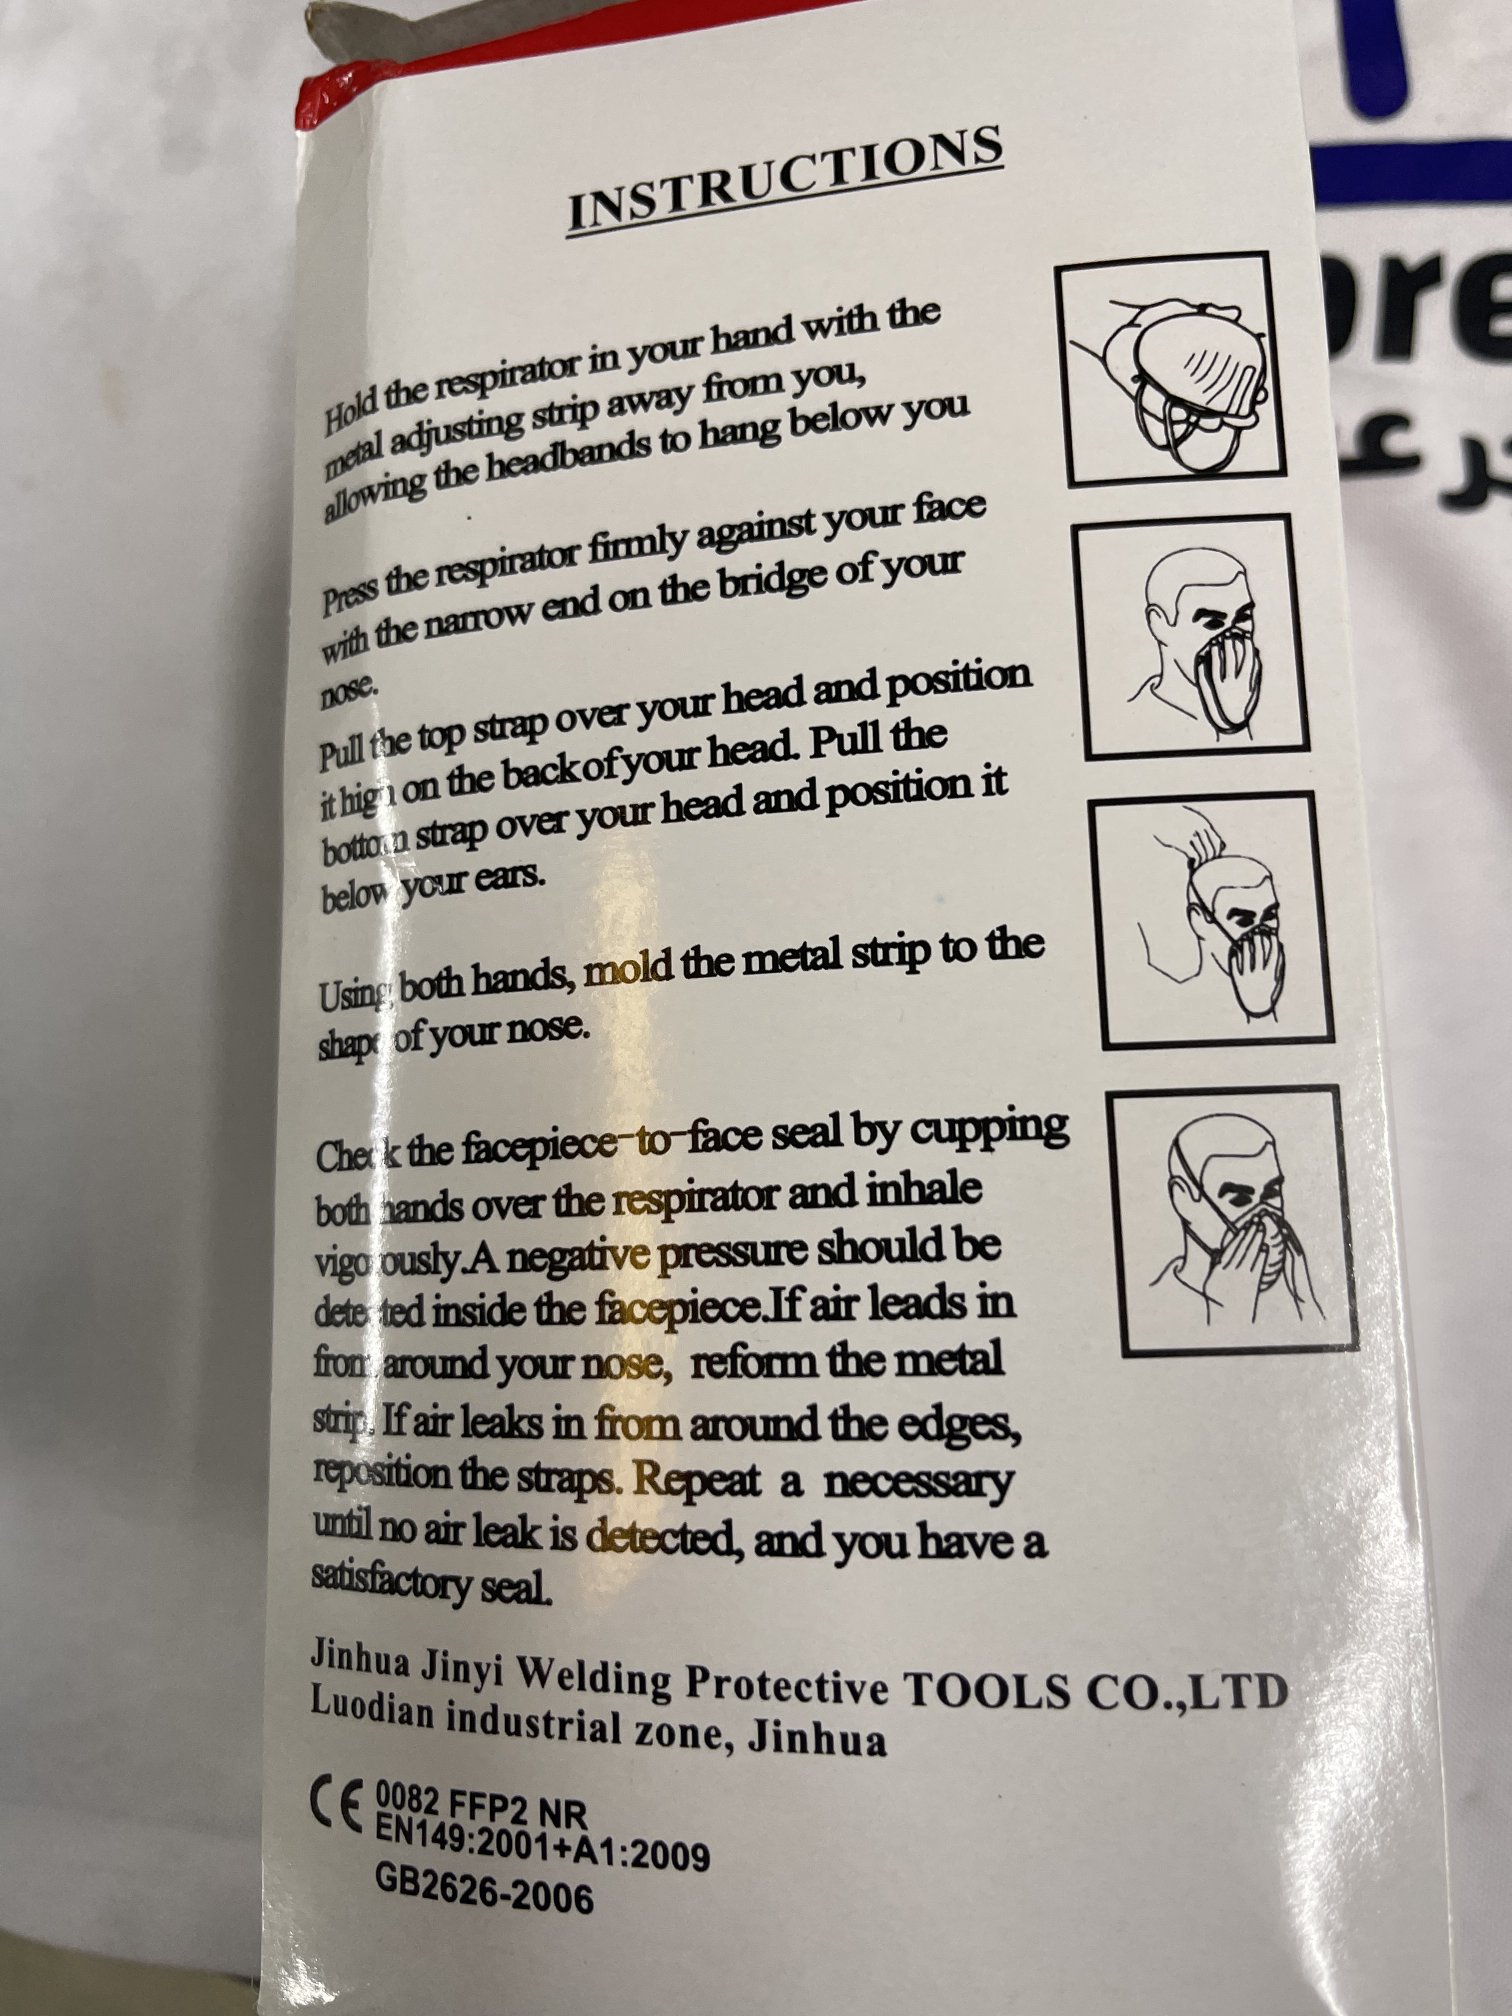 INSTRUCTIONS
Hold the respirator in your hand with the
metal adjusting strip away from you,
allowing the headbands to hang below you
Press the respirator firmly against your face
with the narrow end on the bridge of your
nose.
Pull the top strap over your head and position
it high on the back of your head. Pull the
bottom strap over your head and position it
below your ears.
Using both hands, mold the metal strip to the
shape of your nose.
Check the facepiece-to-face seal by cupping
both hands over the respirator and inhale
vigorously.A negative pressure should be
detected inside the facepiece.If air leads in
from around your nose, reform the metal
strip. If air leaks in from around the edges,
reposition the straps. Repeat a necessary
until no air leak is detected, and you have a
satisfactory seal.
Jinhua Jinyi Welding Protective TOOLS CO.,LTD
Luodian industrial zone, Jinhua
CE 0082 FFP2 NR
EN149:2001+A1:2009
GB2626-2006